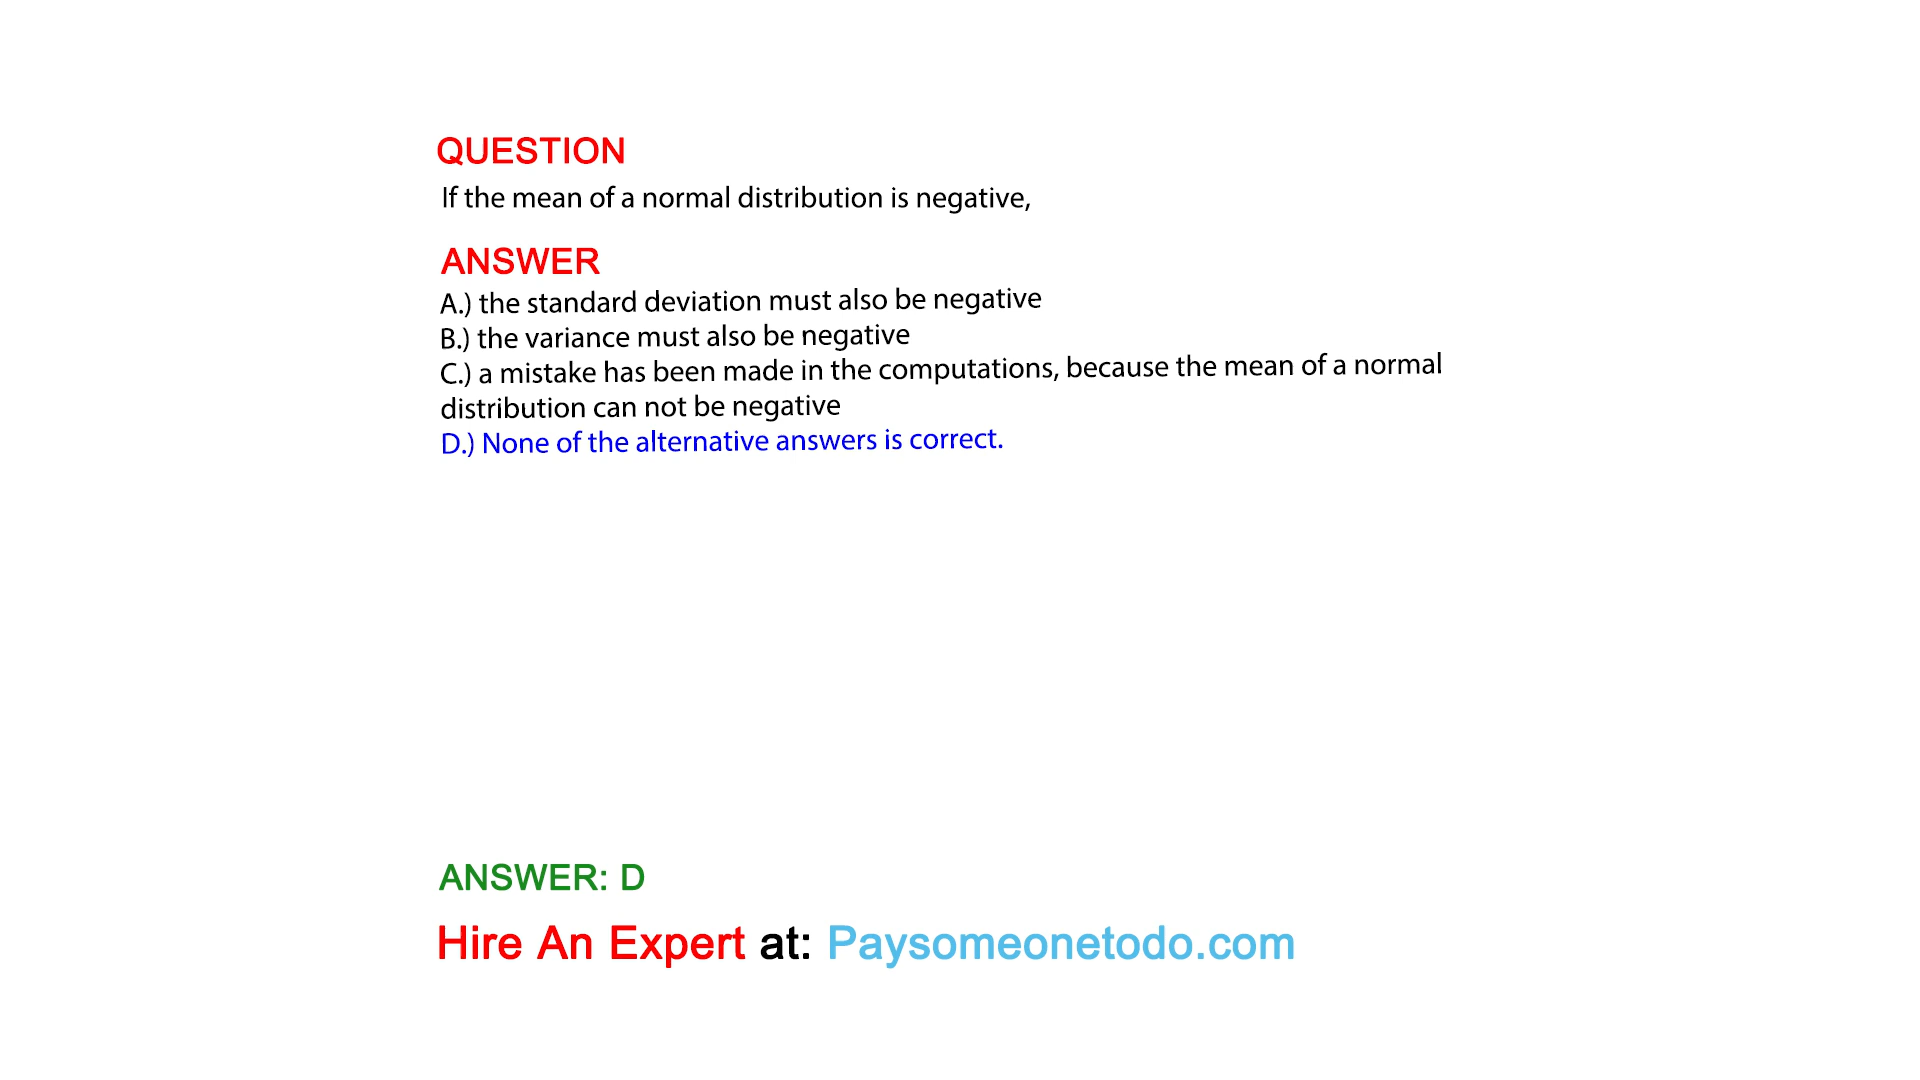 QUESTION
If the mean of a normal distribution is negative,
ANSWER
A.) the standard deviation must also be negative
B.) the variance must also be negative
C.) a mistake has been made in the computations, because the mean of a normal
distribution can not be negative
D.) None of the alternative answers is correct.
ANSWER: D
Hire An Expert at: Paysomeonetodo.com